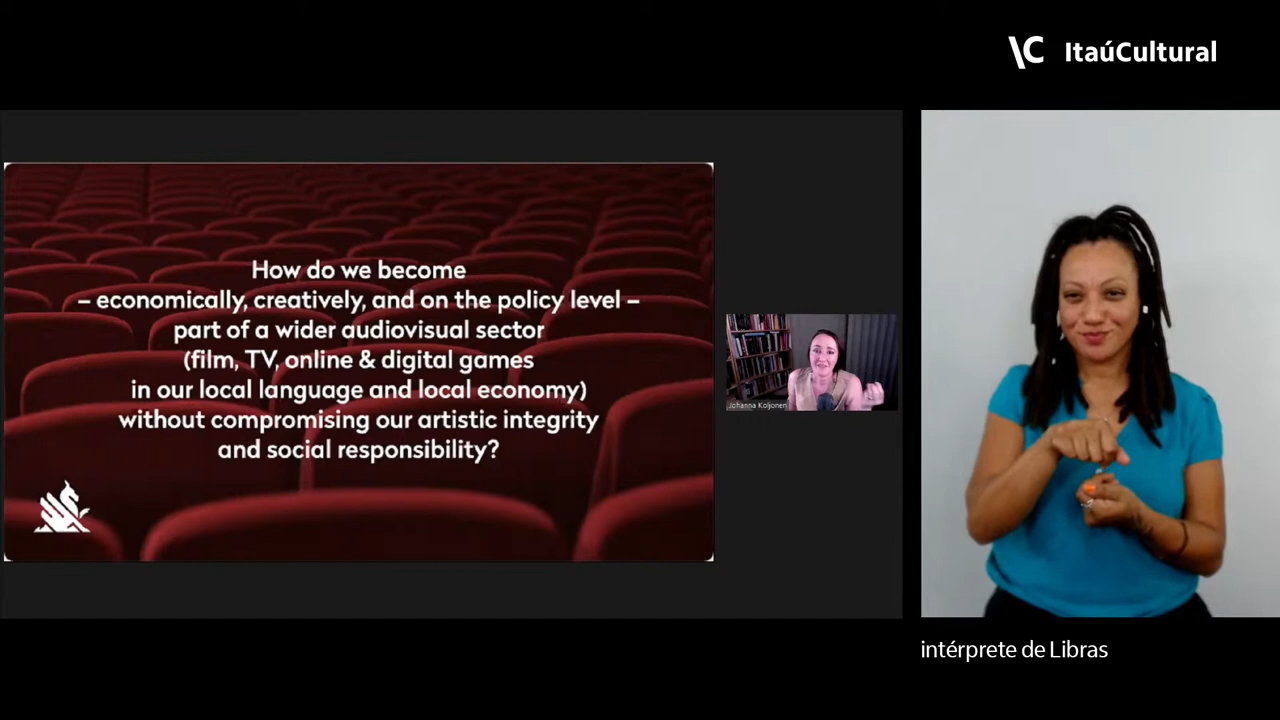 \C ItaúCultural
How do we become
– economically, creatively, and on the policy level –
part of a wider audiovisual sector
(film, TV, online & digital games
in our local language and local economy)
without compromising our artistic integrity
and social responsibility?
Johanna Koljonen
intérprete de Libras